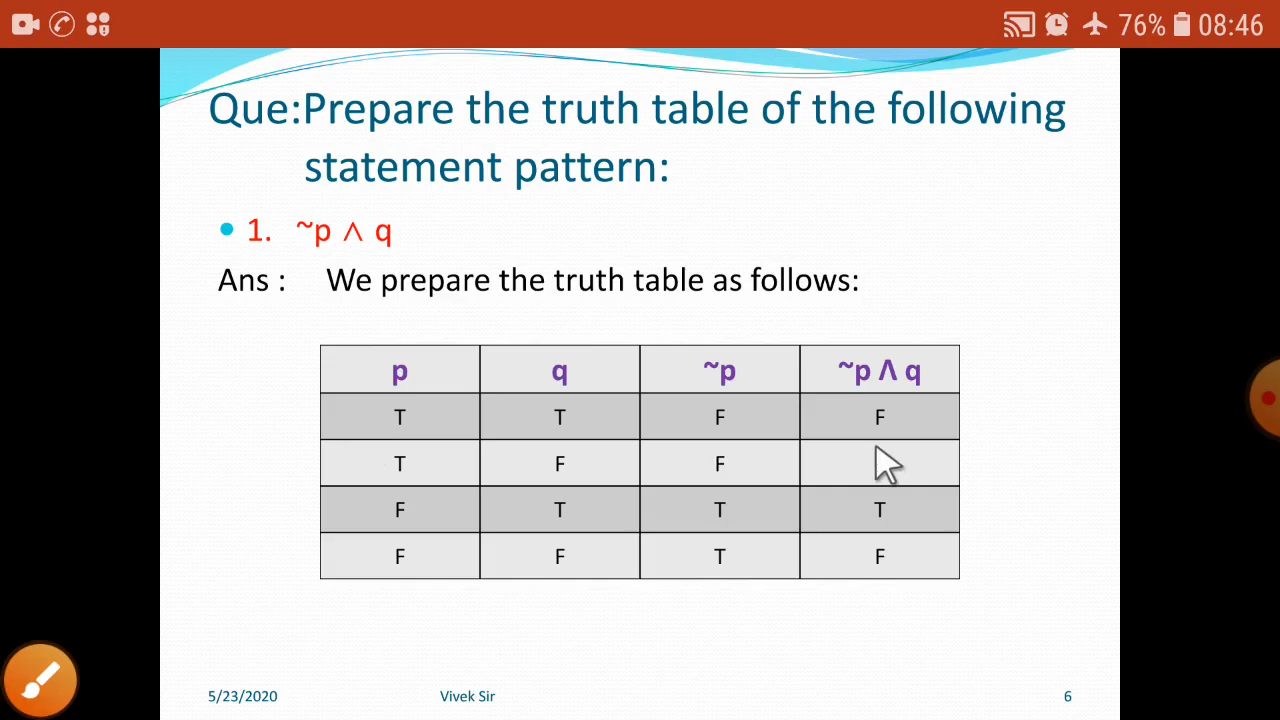 76% 08:46
Que:Prepare the truth table of the following
statement pattern:
• 1. ~p ∧ q
Ans : We prepare the truth table as follows:
p q ~p ~p Λ q
T T F F
T F F
F T T T
F F T F
5/23/2020 Vivek Sir 6